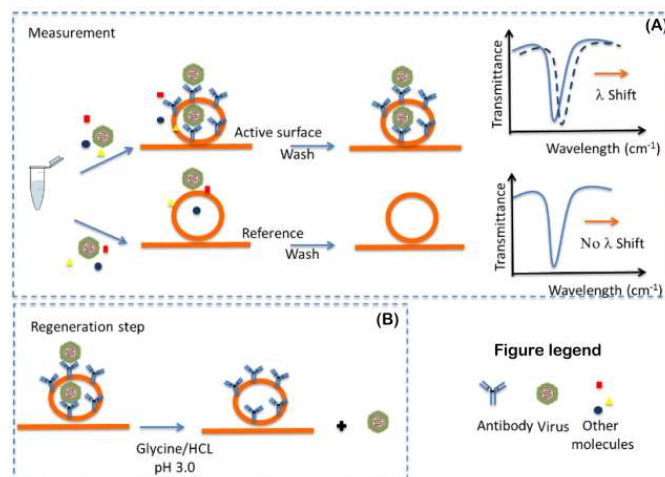 Measurement
(A)
Active surface
Wash
Reference
Wash
Transmittance
λ Shift
Wavelength (cm-1)
Transmittance
No λ Shift
Wavelength (cm-1)
Regeneration step
(B)
Glycine/HCL
pH 3.0
Figure legend
Antibody Virus Other
molecules